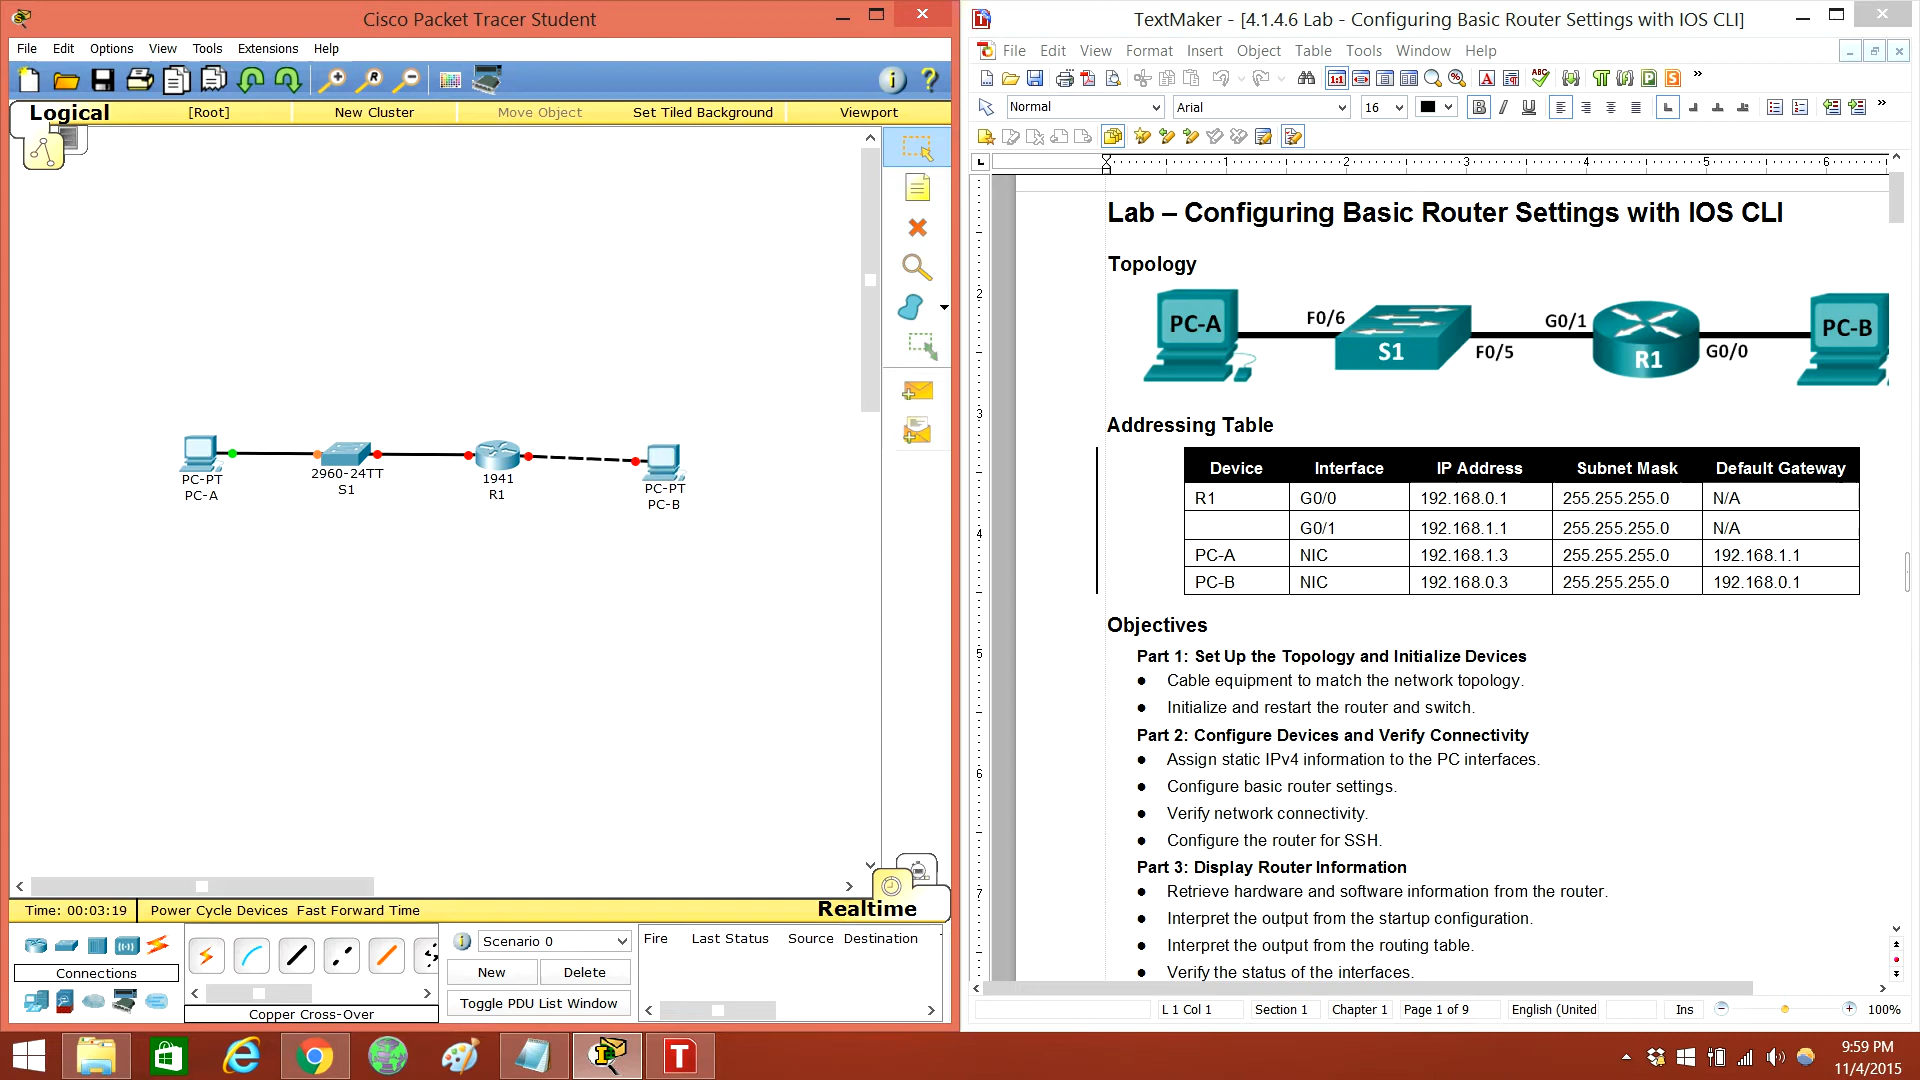 Cisco Packet Tracer Student
File Edit Options View Tools Extensions Help
Logical [Root] New Cluster Move Object Set Tiled Background Viewport
PC-PT
PC-A
2960-24TT
S1
1941
R1
PC-PT
PC-B
Realtime
Time: 00:03:19 Power Cycle Devices Fast Forward Time
Connections
Copper Cross-Over
Scenario 0
New Delete
Toggle PDU List Window
Fire Last Status Source Destination
TextMaker - [4.1.4.6 Lab - Configuring Basic Router Settings with IOS CLI]
File Edit View Format Insert Object Table Tools Window Help
Normal Arial 16
1 2 3 4 5 6
2
3
4
5
6
7
Lab – Configuring Basic Router Settings with IOS CLI
Topology
PC-A F0/6 S1 F0/5 G0/1 R1 G0/0 PC-B
Addressing Table
Device Interface IP Address Subnet Mask Default Gateway
R1 G0/0 192.168.0.1 255.255.255.0 N/A
G0/1 192.168.1.1 255.255.255.0 N/A
PC-A NIC 192.168.1.3 255.255.255.0 192.168.1.1
PC-B NIC 192.168.0.3 255.255.255.0 192.168.0.1
Objectives
Part 1: Set Up the Topology and Initialize Devices
● Cable equipment to match the network topology.
● Initialize and restart the router and switch.
Part 2: Configure Devices and Verify Connectivity
● Assign static IPv4 information to the PC interfaces.
● Configure basic router settings.
● Verify network connectivity.
● Configure the router for SSH.
Part 3: Display Router Information
● Retrieve hardware and software information from the router.
● Interpret the output from the startup configuration.
● Interpret the output from the routing table.
● Verify the status of the interfaces.
L 1 Col 1 Section 1 Chapter 1 Page 1 of 9 English (United Ins 100%
9:59 PM
11/4/2015